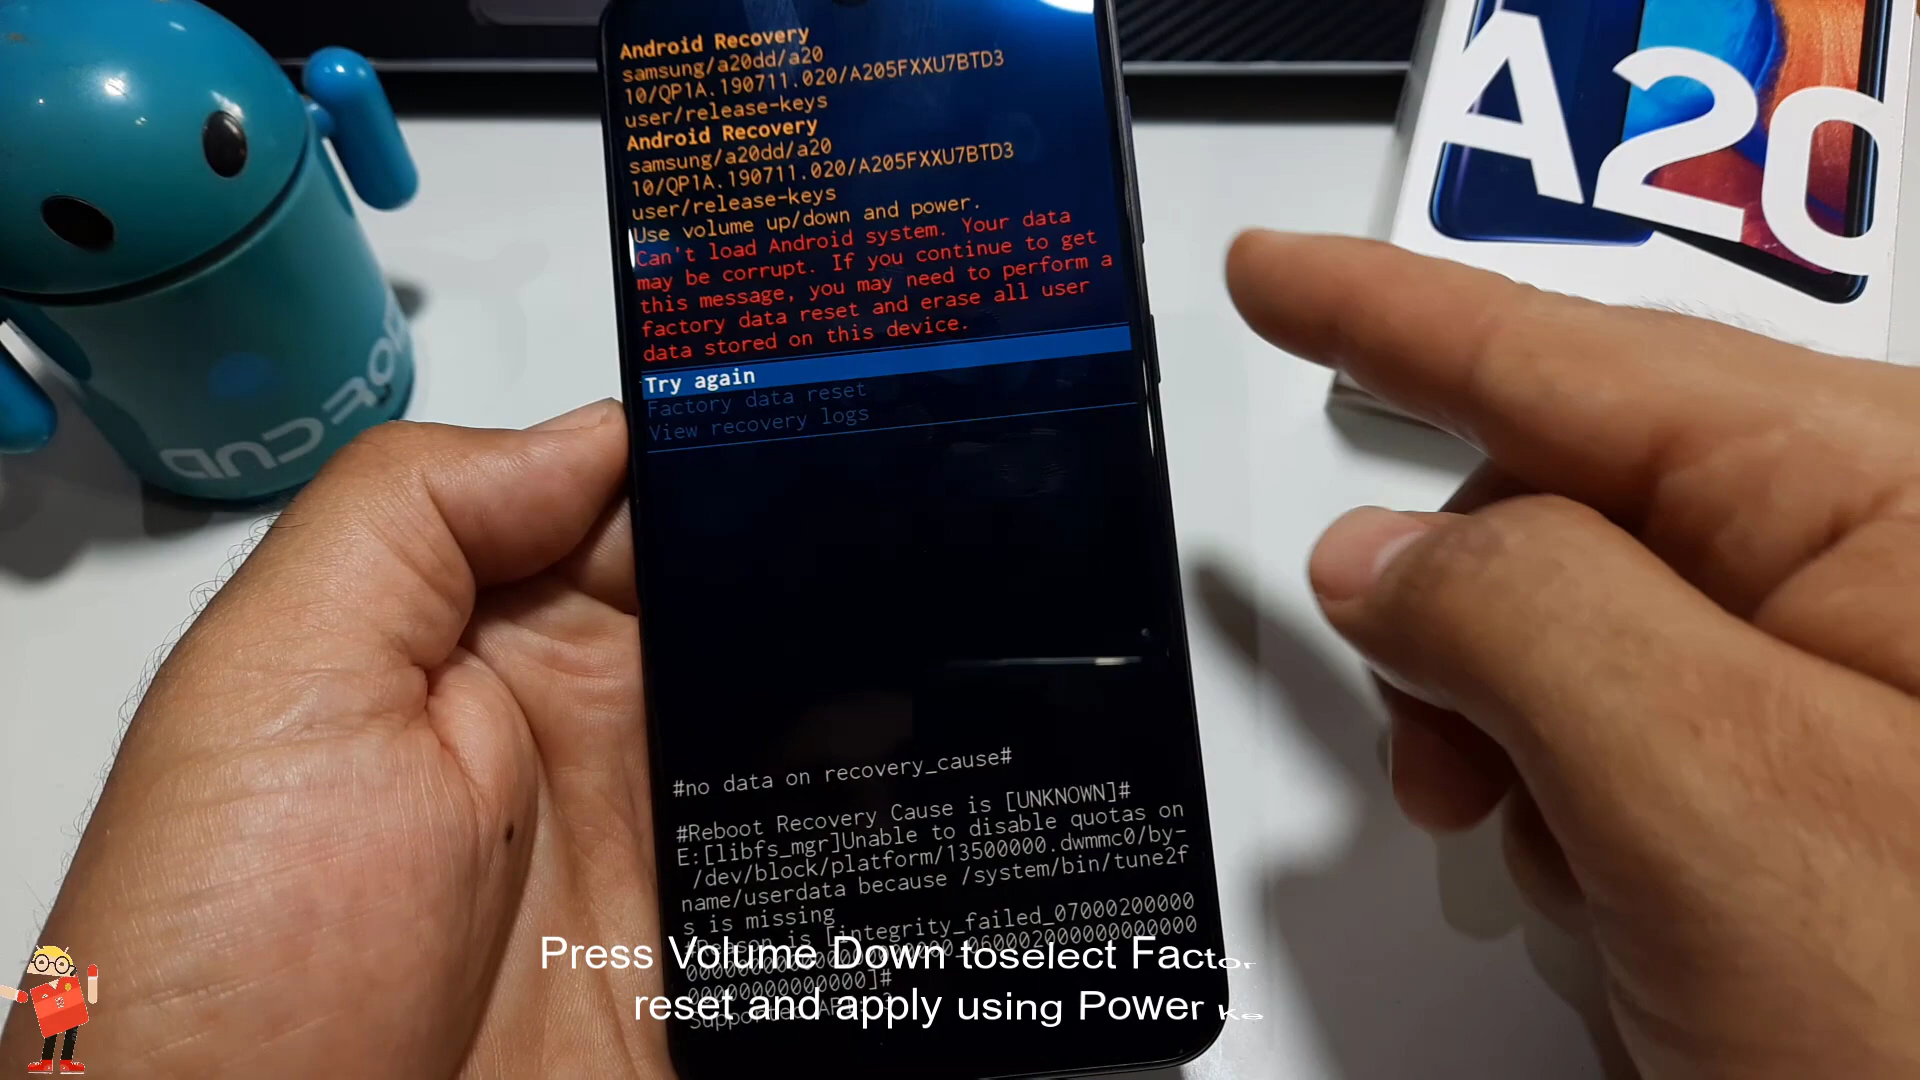 Android Recovery
samsung/a20dd/a20
10/QP1A.190711.020/A205FXXU7BTD3
user/release-keys
Android Recovery
samsung/a20dd/a20
10/QP1A.190711.020/A205FXXU7BTD3
user/release-keys
Use volume up/down and power.
Can't load Android system. Your data
may be corrupt. If you continue to get
this message, you may need to perform a
factory data reset and erase all user
data stored on this device.
Try again
Factory data reset
View recovery logs
#no data on recovery_cause#
#Reboot Recovery Cause is [UNKNOWN]#
E:[libfs_mgr]Unable to disable quotas on
/dev/block/platform/13500000.dwmmc0/by-
name/userdata because /system/bin/tune2f
s is missing
is [integrity_failed_07000200000
000000000000000]#
Press Volume Down toselect Factor
reset and apply using Power ke
A20
ANDROID